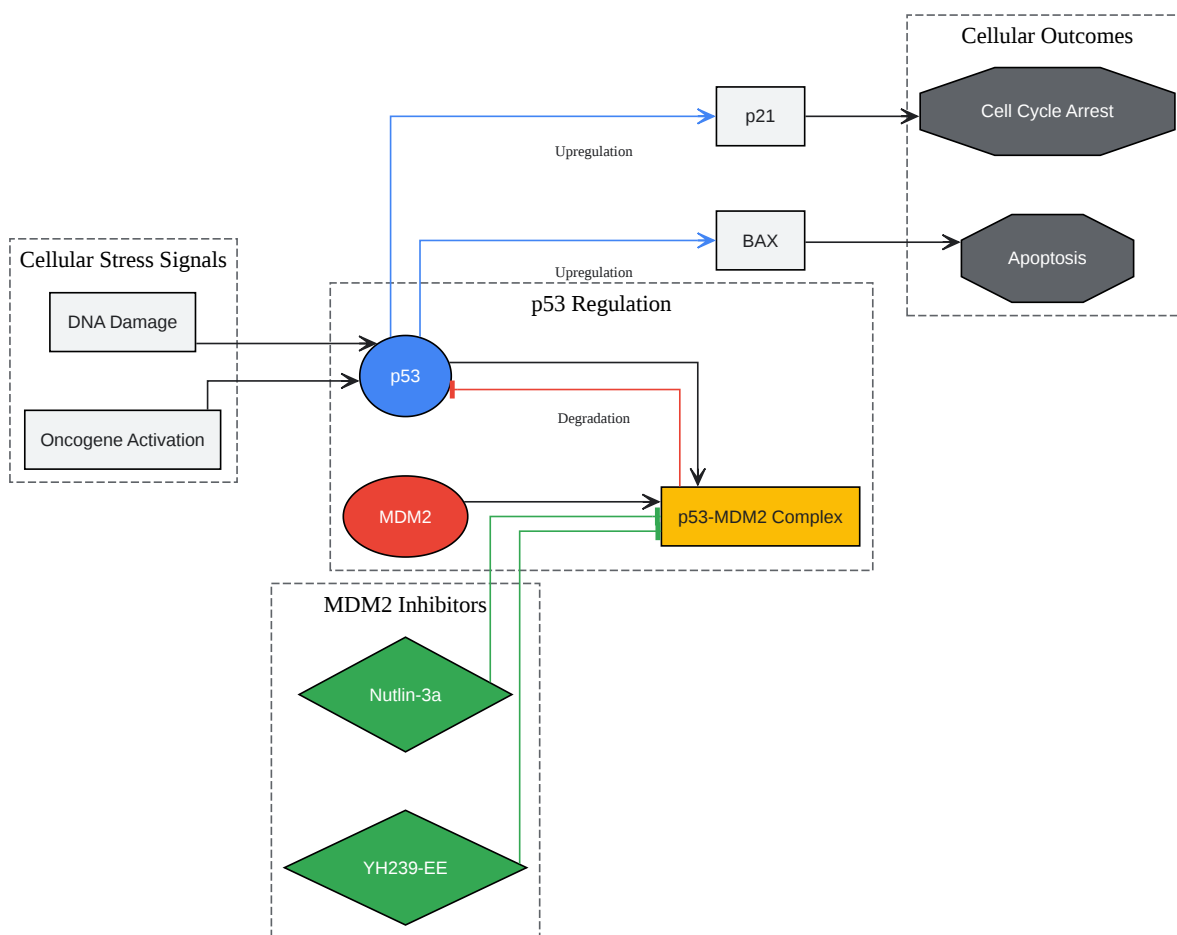 Cellular Outcomes
p21
Cell Cycle Arrest
Upregulation
BAX
Apoptosis
Upregulation
Cellular Stress Signals
DNA Damage
Oncogene Activation
p53 Regulation
p53
Degradation
MDM2
p53-MDM2 Complex
MDM2 Inhibitors
Nutlin-3a
YH239-EE